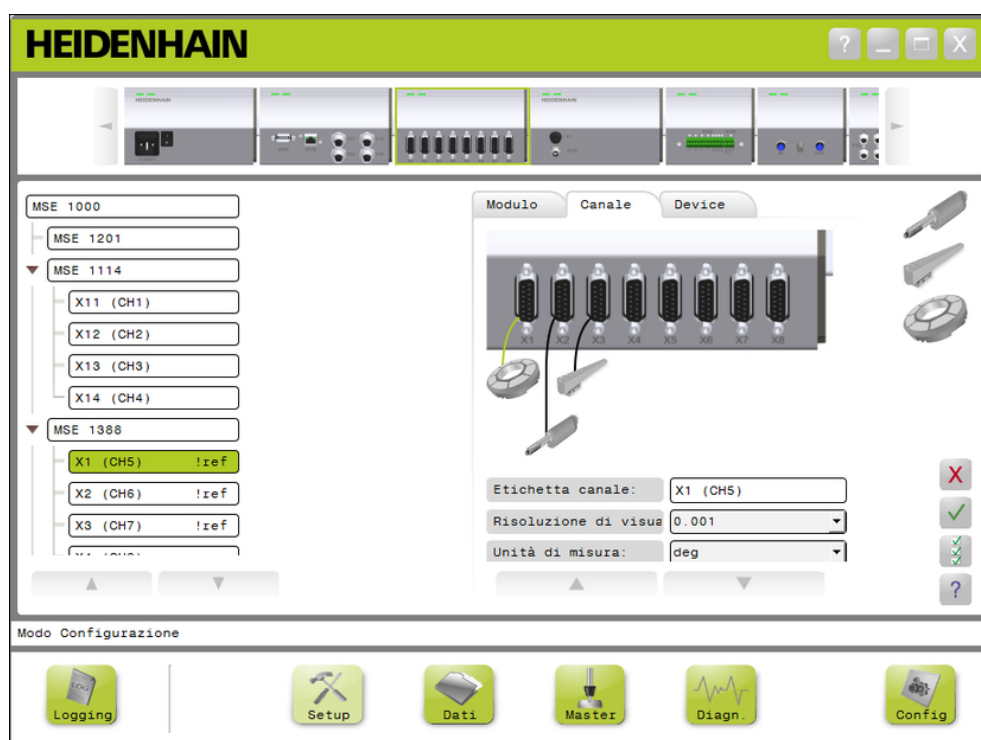 HEIDENHAIN
?
X
HEIDENHAIN
HEIDENHAIN
MSE 1000
MSE 1201
MSE 1114
X11 (CH1)
X12 (CH2)
X13 (CH3)
X14 (CH4)
MSE 1388
X1 (CH5) !ref
X2 (CH6) !ref
X3 (CH7) !ref
Modulo Canale Device
X1 X2 X3 X4 X5 X6 X7 X8
Etichetta canale: X1 (CH5)
Risoluzione di visua 0.001
Unità di misura: deg
X
?
Modo Configurazione
Logging Setup Dati Master Diagn. Config